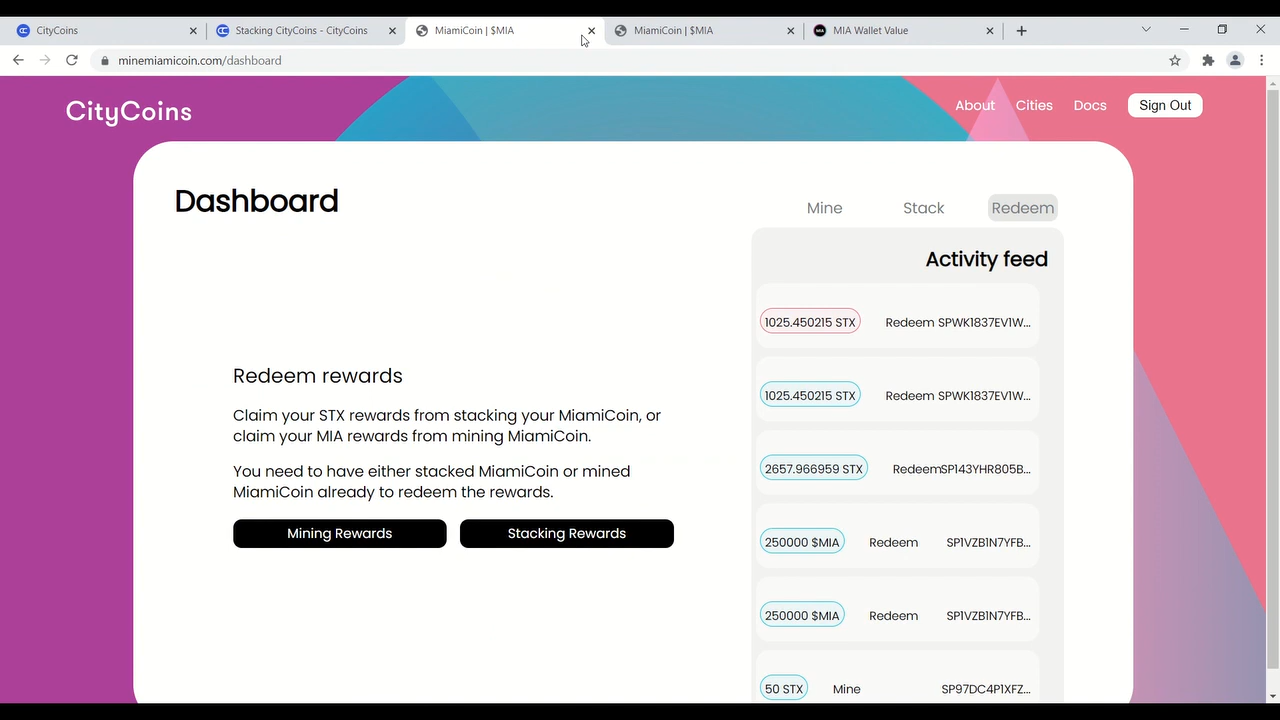 CityCoins
Stacking CityCoins - CityCoins
MiamiCoin | $MIA
MiamiCoin | $MIA
MIA Wallet Value
minemiamicoin.com/dashboard
CityCoins
About
Cities
Docs
Sign Out
Dashboard
Mine
Stack
Redeem
Redeem rewards
Claim your STX rewards from stacking your MiamiCoin, or
claim your MIA rewards from mining MiamiCoin.
You need to have either stacked MiamiCoin or mined
MiamiCoin already to redeem the rewards.
Mining Rewards
Stacking Rewards
Activity feed
1025.450215 STX Redeem SPWK1837EV1W...
1025.450215 STX Redeem SPWK1837EV1W...
2657.966959 STX RedeemSP143YHR805B...
250000 $MIA Redeem SP1VZB1N7YFB...
250000 $MIA Redeem SP1VZB1N7YFB...
50 STX Mine SP97DC4P1XFZ...